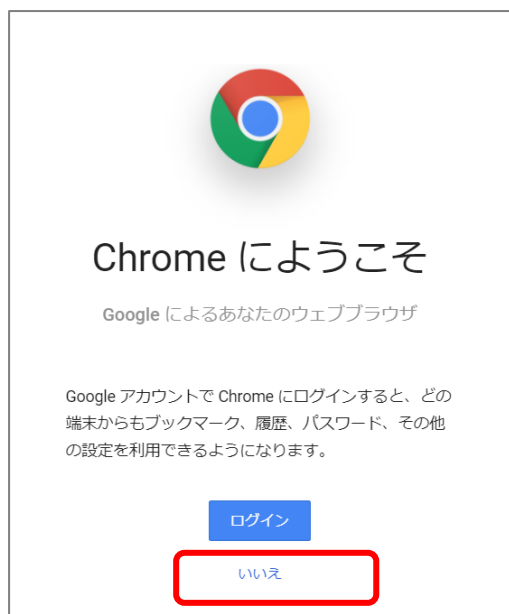 Chrome にようこそ
Google によるあなたのウェブブラウザ
Google アカウントで Chrome にログインすると、どの
端末からもブックマーク、履歴、パスワード、その他
の設定を利用できるようになります。
ログイン
いいえ